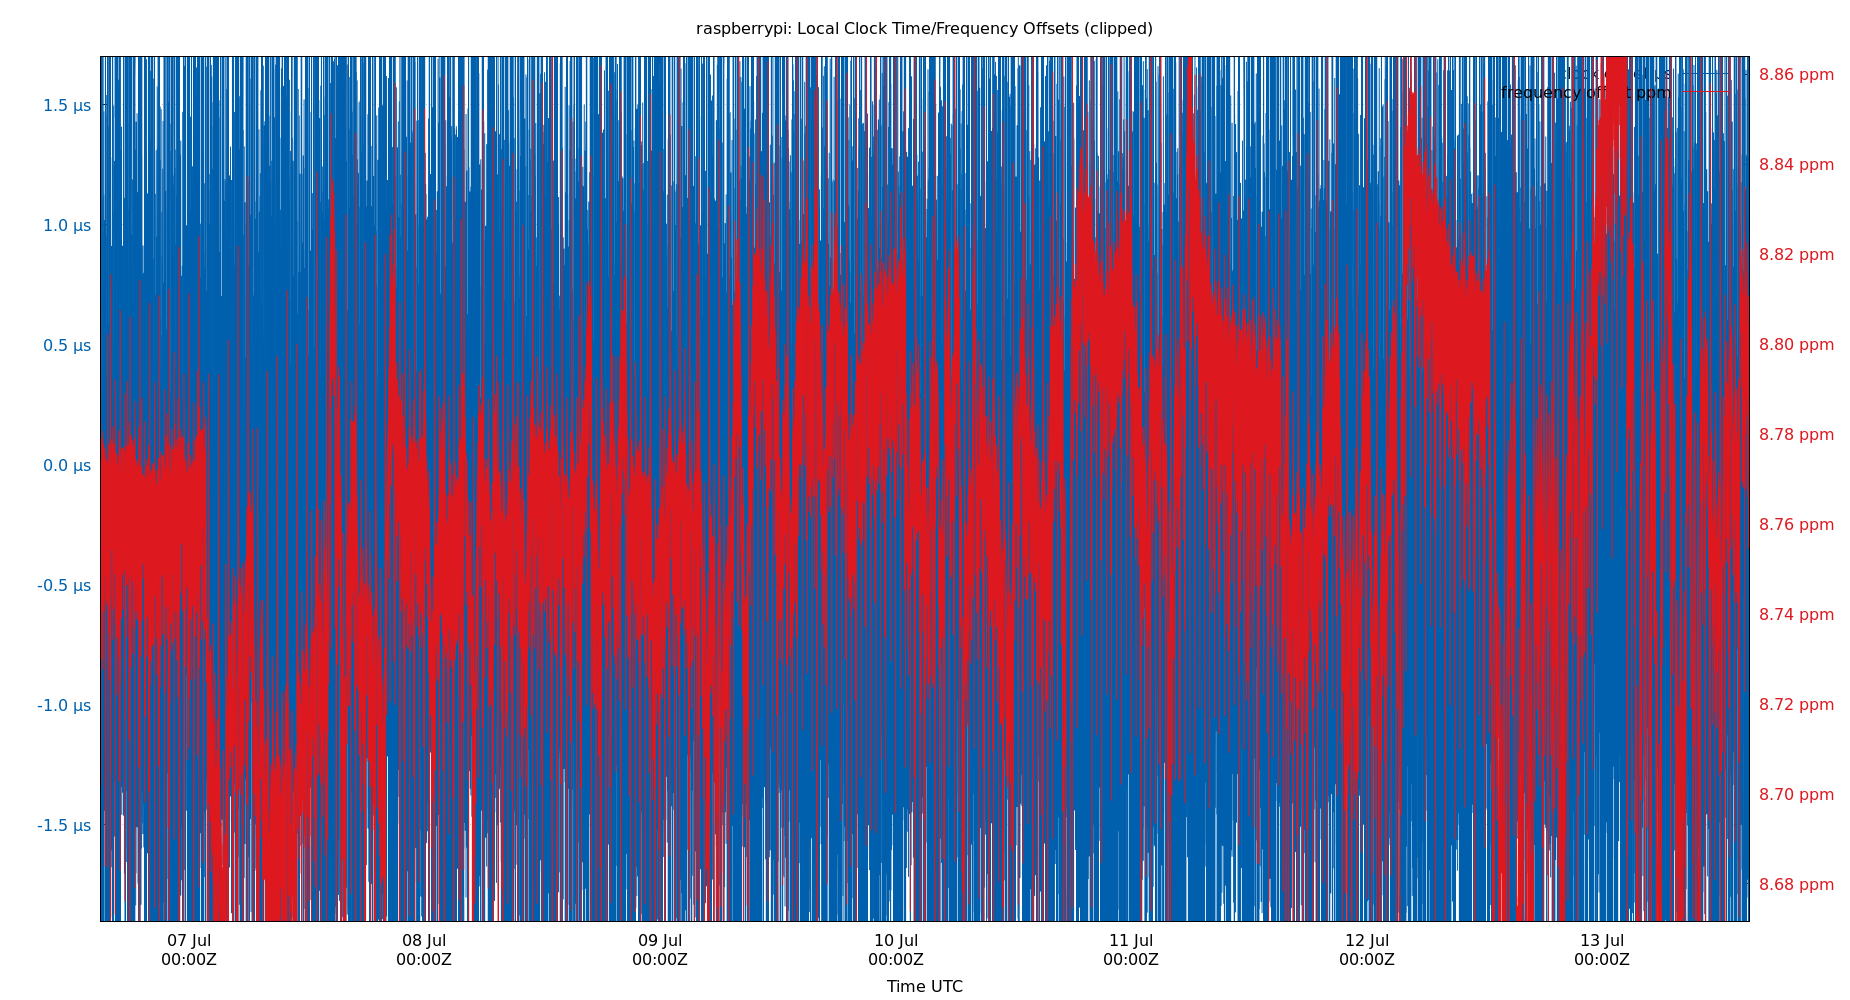 raspberrypi: Local Clock Time/Frequency Offsets (clipped)
frequency offset ppm
1.5 µs
1.0 µs
0.5 µs
0.0 µs
-0.5 µs
-1.0 µs
-1.5 µs
8.86 ppm
8.84 ppm
8.82 ppm
8.80 ppm
8.78 ppm
8.76 ppm
8.74 ppm
8.72 ppm
8.70 ppm
8.68 ppm
07 Jul 08 Jul 09 Jul 10 Jul 11 Jul 12 Jul 13 Jul
00:00Z 00:00Z 00:00Z 00:00Z 00:00Z 00:00Z 00:00Z
Time UTC